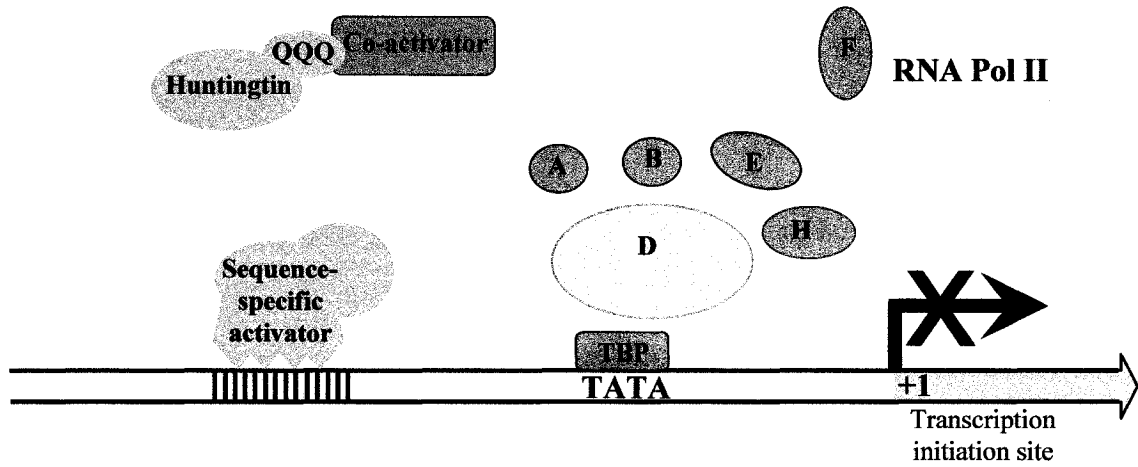 QQQ
Co-activator
Huntingtin
F
RNA Pol II
A
B
E
H
D
Sequence-
specific
activator
TBP
TATA
+1
Transcription
initiation site